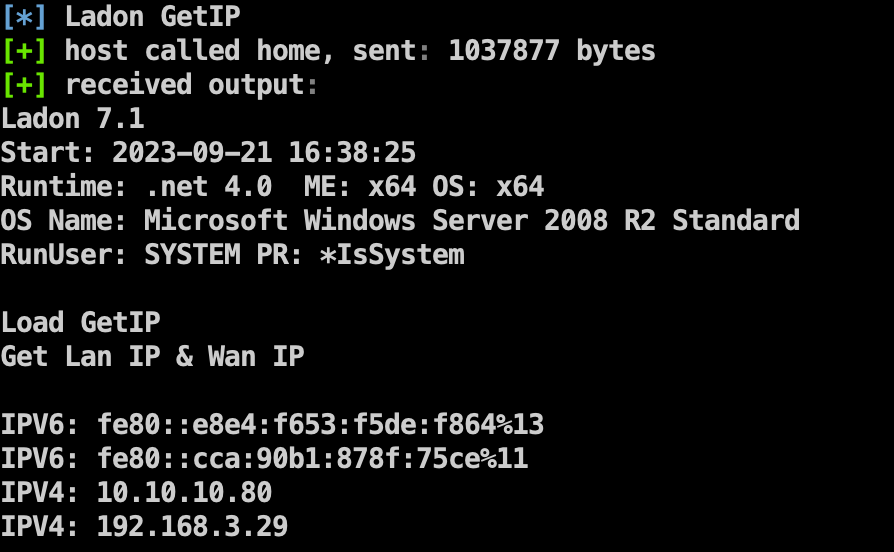 [*] Ladon GetIP
[+] host called home, sent: 1037877 bytes
[+] received output:
Ladon 7.1
Start: 2023-09-21 16:38:25
Runtime: .net 4.0  ME: x64 OS: x64
OS Name: Microsoft Windows Server 2008 R2 Standard
RunUser: SYSTEM PR: *IsSystem

Load GetIP
Get Lan IP & Wan IP

IPV6: fe80::e8e4:f653:f5de:f864%13
IPV6: fe80::cca:90b1:878f:75ce%11
IPV4: 10.10.10.80
IPV4: 192.168.3.29